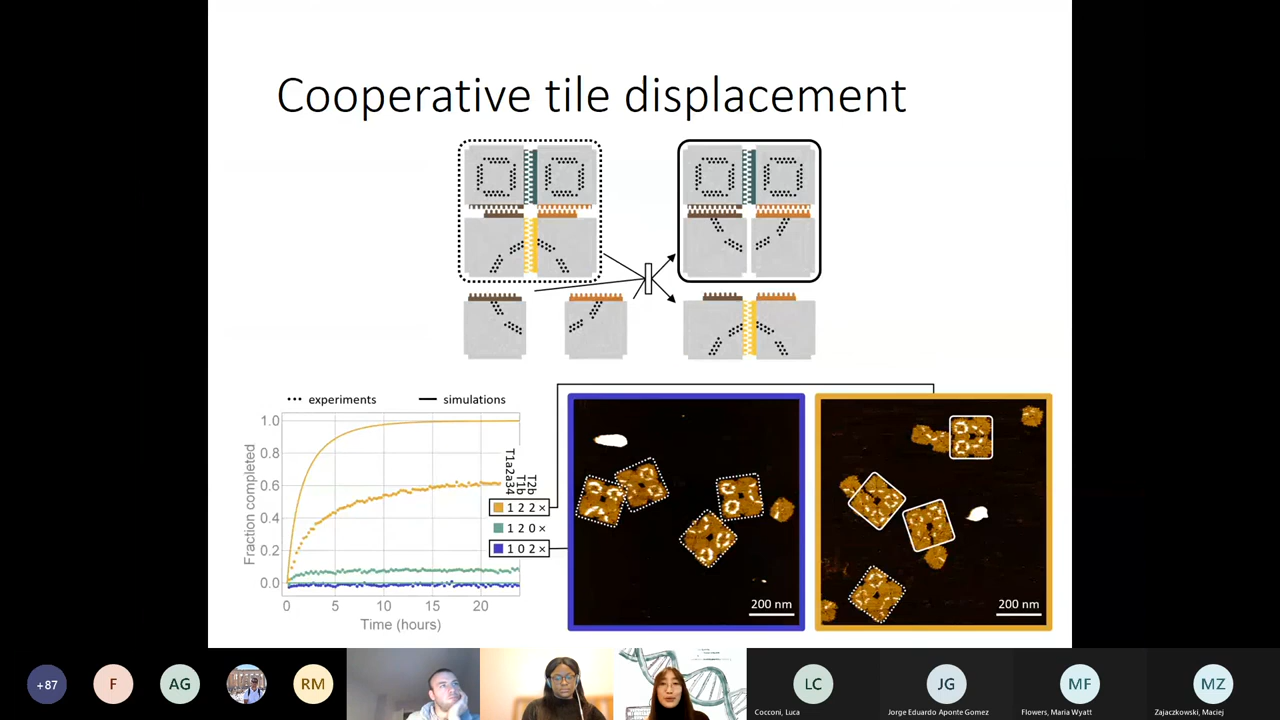 Cooperative tile displacement
experiments
simulations
Fraction completed
1.0
0.8
0.6
0.4
0.2
0.0
0
5
10
15
20
Time (hours)
T1a2a34
T1b
T2b
1 2 2 ×
1 2 0 ×
1 0 2 ×
200 nm
200 nm
+87
F
AG
RM
LC
Cocconi, Luca
JG
Jorge Eduardo Aponte Gomez
MF
Flowers, Maria Wyatt
MZ
Zajaczkowski, Maciej